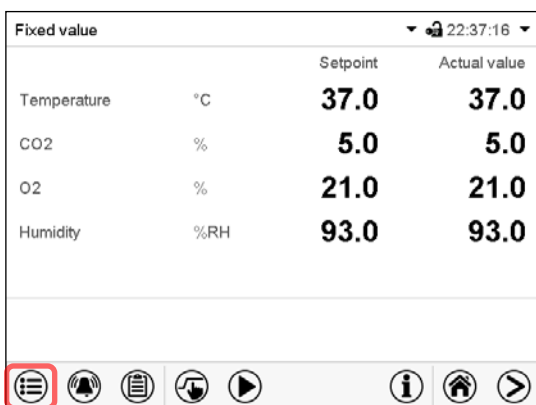 Fixed value 22:37:16
Setpoint Actual value
Temperature °C 37.0 37.0
CO2 % 5.0 5.0
O2 % 21.0 21.0
Humidity %RH 93.0 93.0